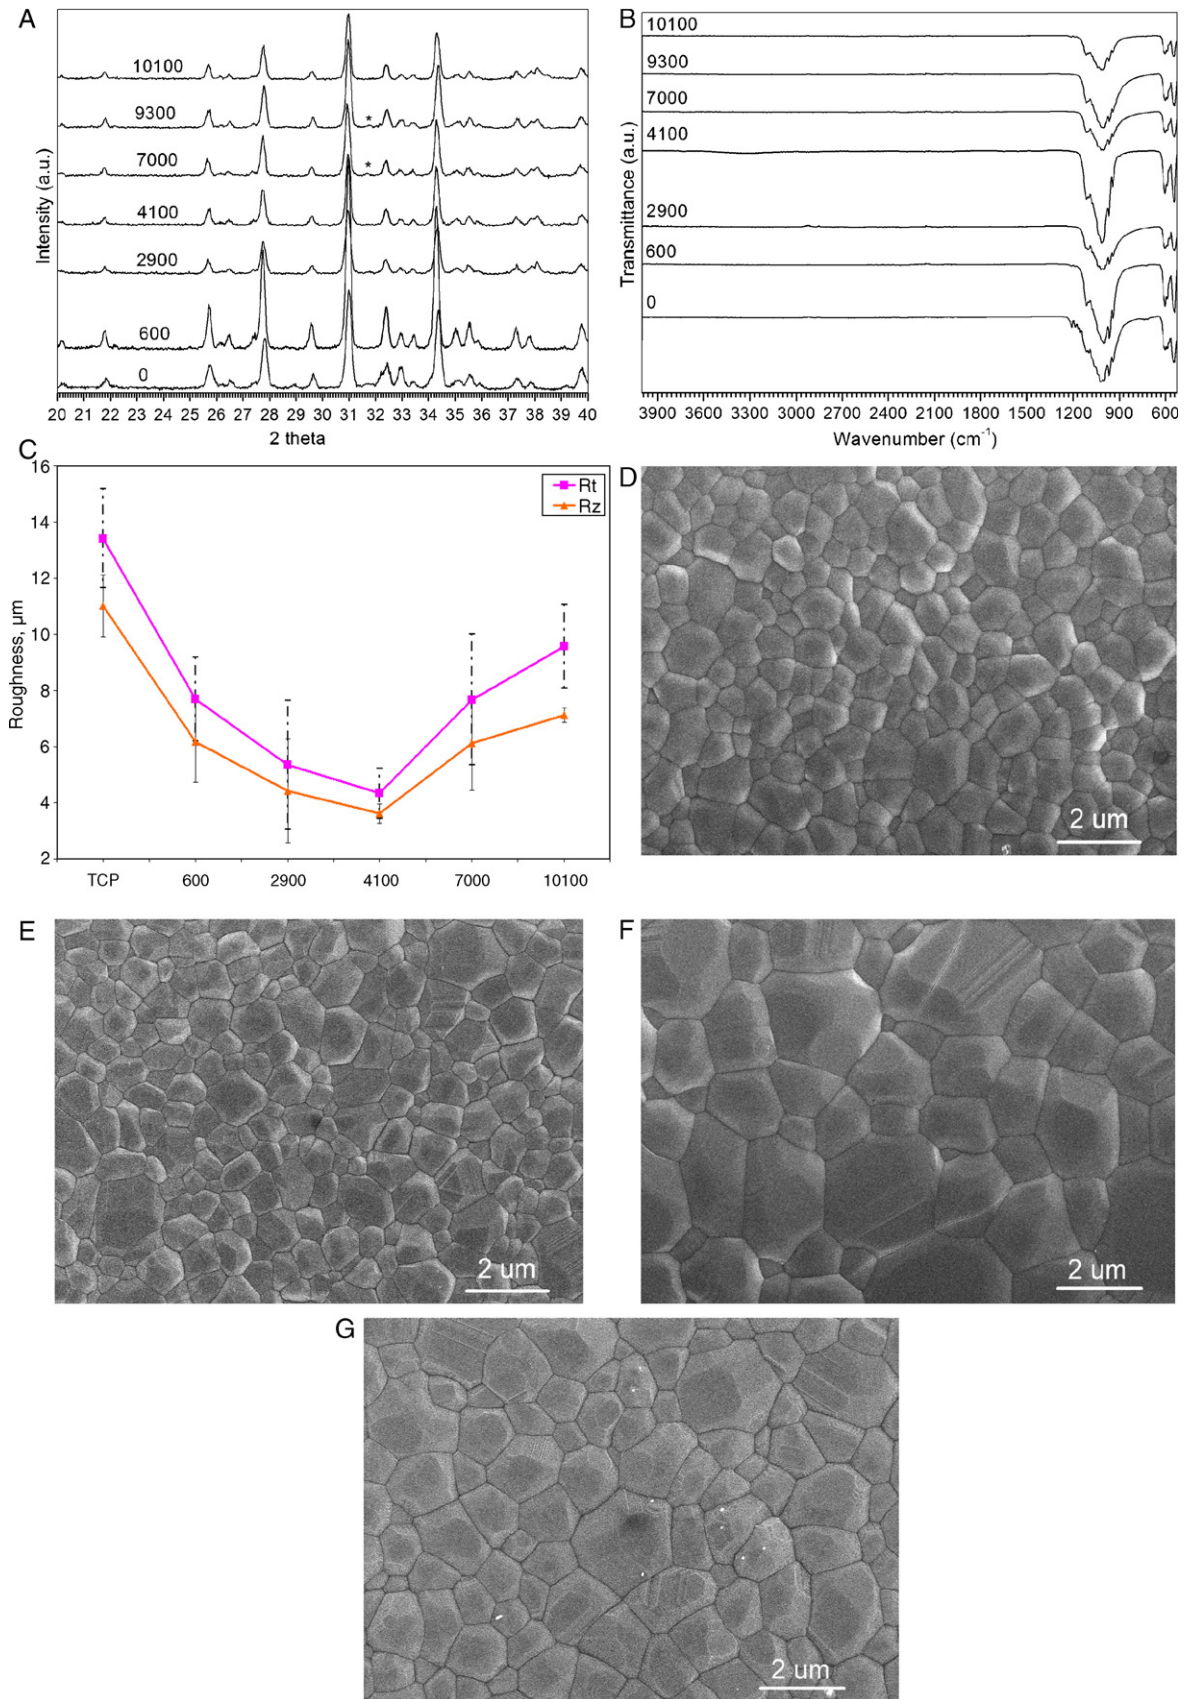 A
10100
9300
*
7000
*
4100
2900
600
0
Intensity (a.u.)
20 21 22 23 24 25 26 27 28 29 30 31 32 33 34 35 36 37 38 39 40
2 theta
B
10100
9300
7000
4100
2900
600
0
Transmittance (a.u.)
3900 3600 3300 3000 2700 2400 2100 1800 1500 1200 900 600
Wavenumber (cm⁻¹)
C
16
14
12
10
8
6
4
2
Roughness, µm
Rt
Rz
TCP 600 2900 4100 7000 10100
D
2 um
E
2 um
F
2 um
G
2 um